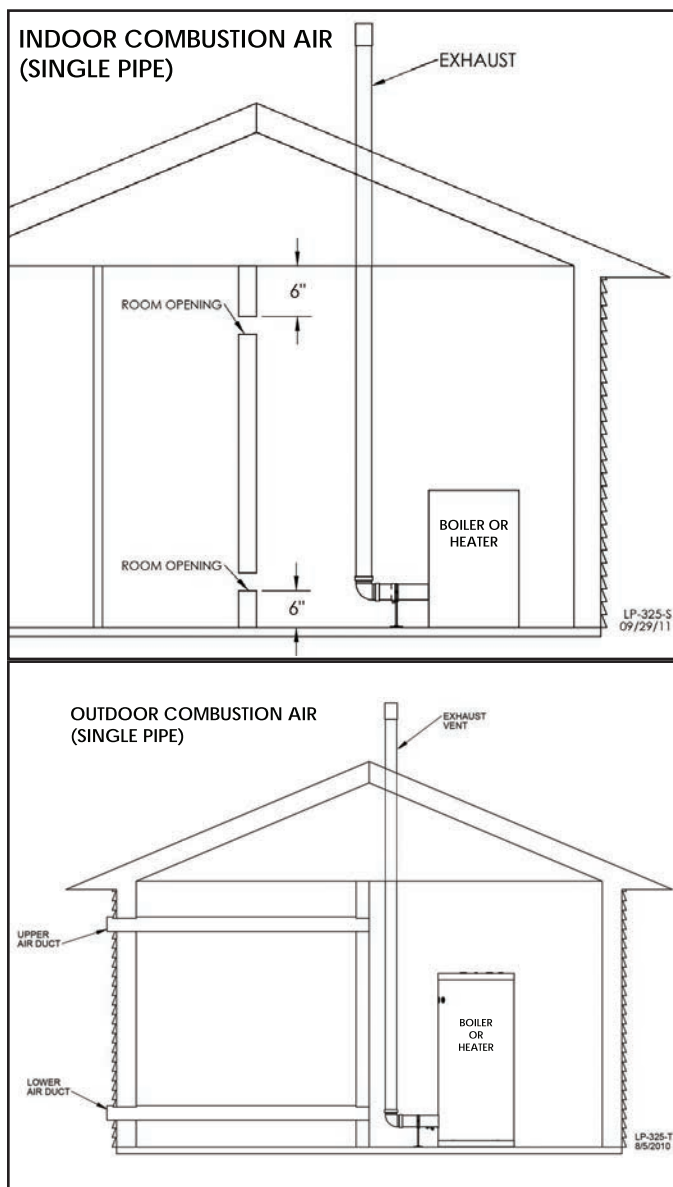 INDOOR COMBUSTION AIR
(SINGLE PIPE)
EXHAUST
6"
ROOM OPENING
BOILER OR
HEATER
ROOM OPENING
6"
LP-325-S
09/29/11
OUTDOOR COMBUSTION AIR
(SINGLE PIPE)
EXHAUST
VENT
UPPER
AIR DUCT
BOILER
OR
HEATER
LOWER
AIR DUCT
LP-325-T
8/5/2010